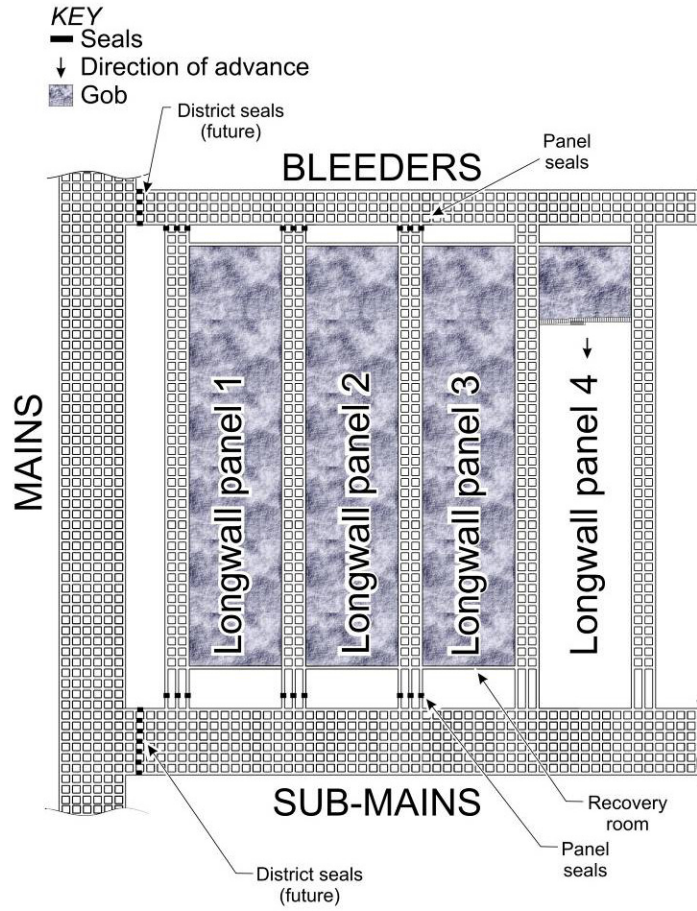 KEY
Seals
Direction of advance
Gob
District seals
(future)
BLEEDERS
Panel
seals
MAINS
Longwall panel 1
Longwall panel 2
Longwall panel 3
Longwall panel 4
SUB-MAINS
Recovery
room
Panel
seals
District seals
(future)